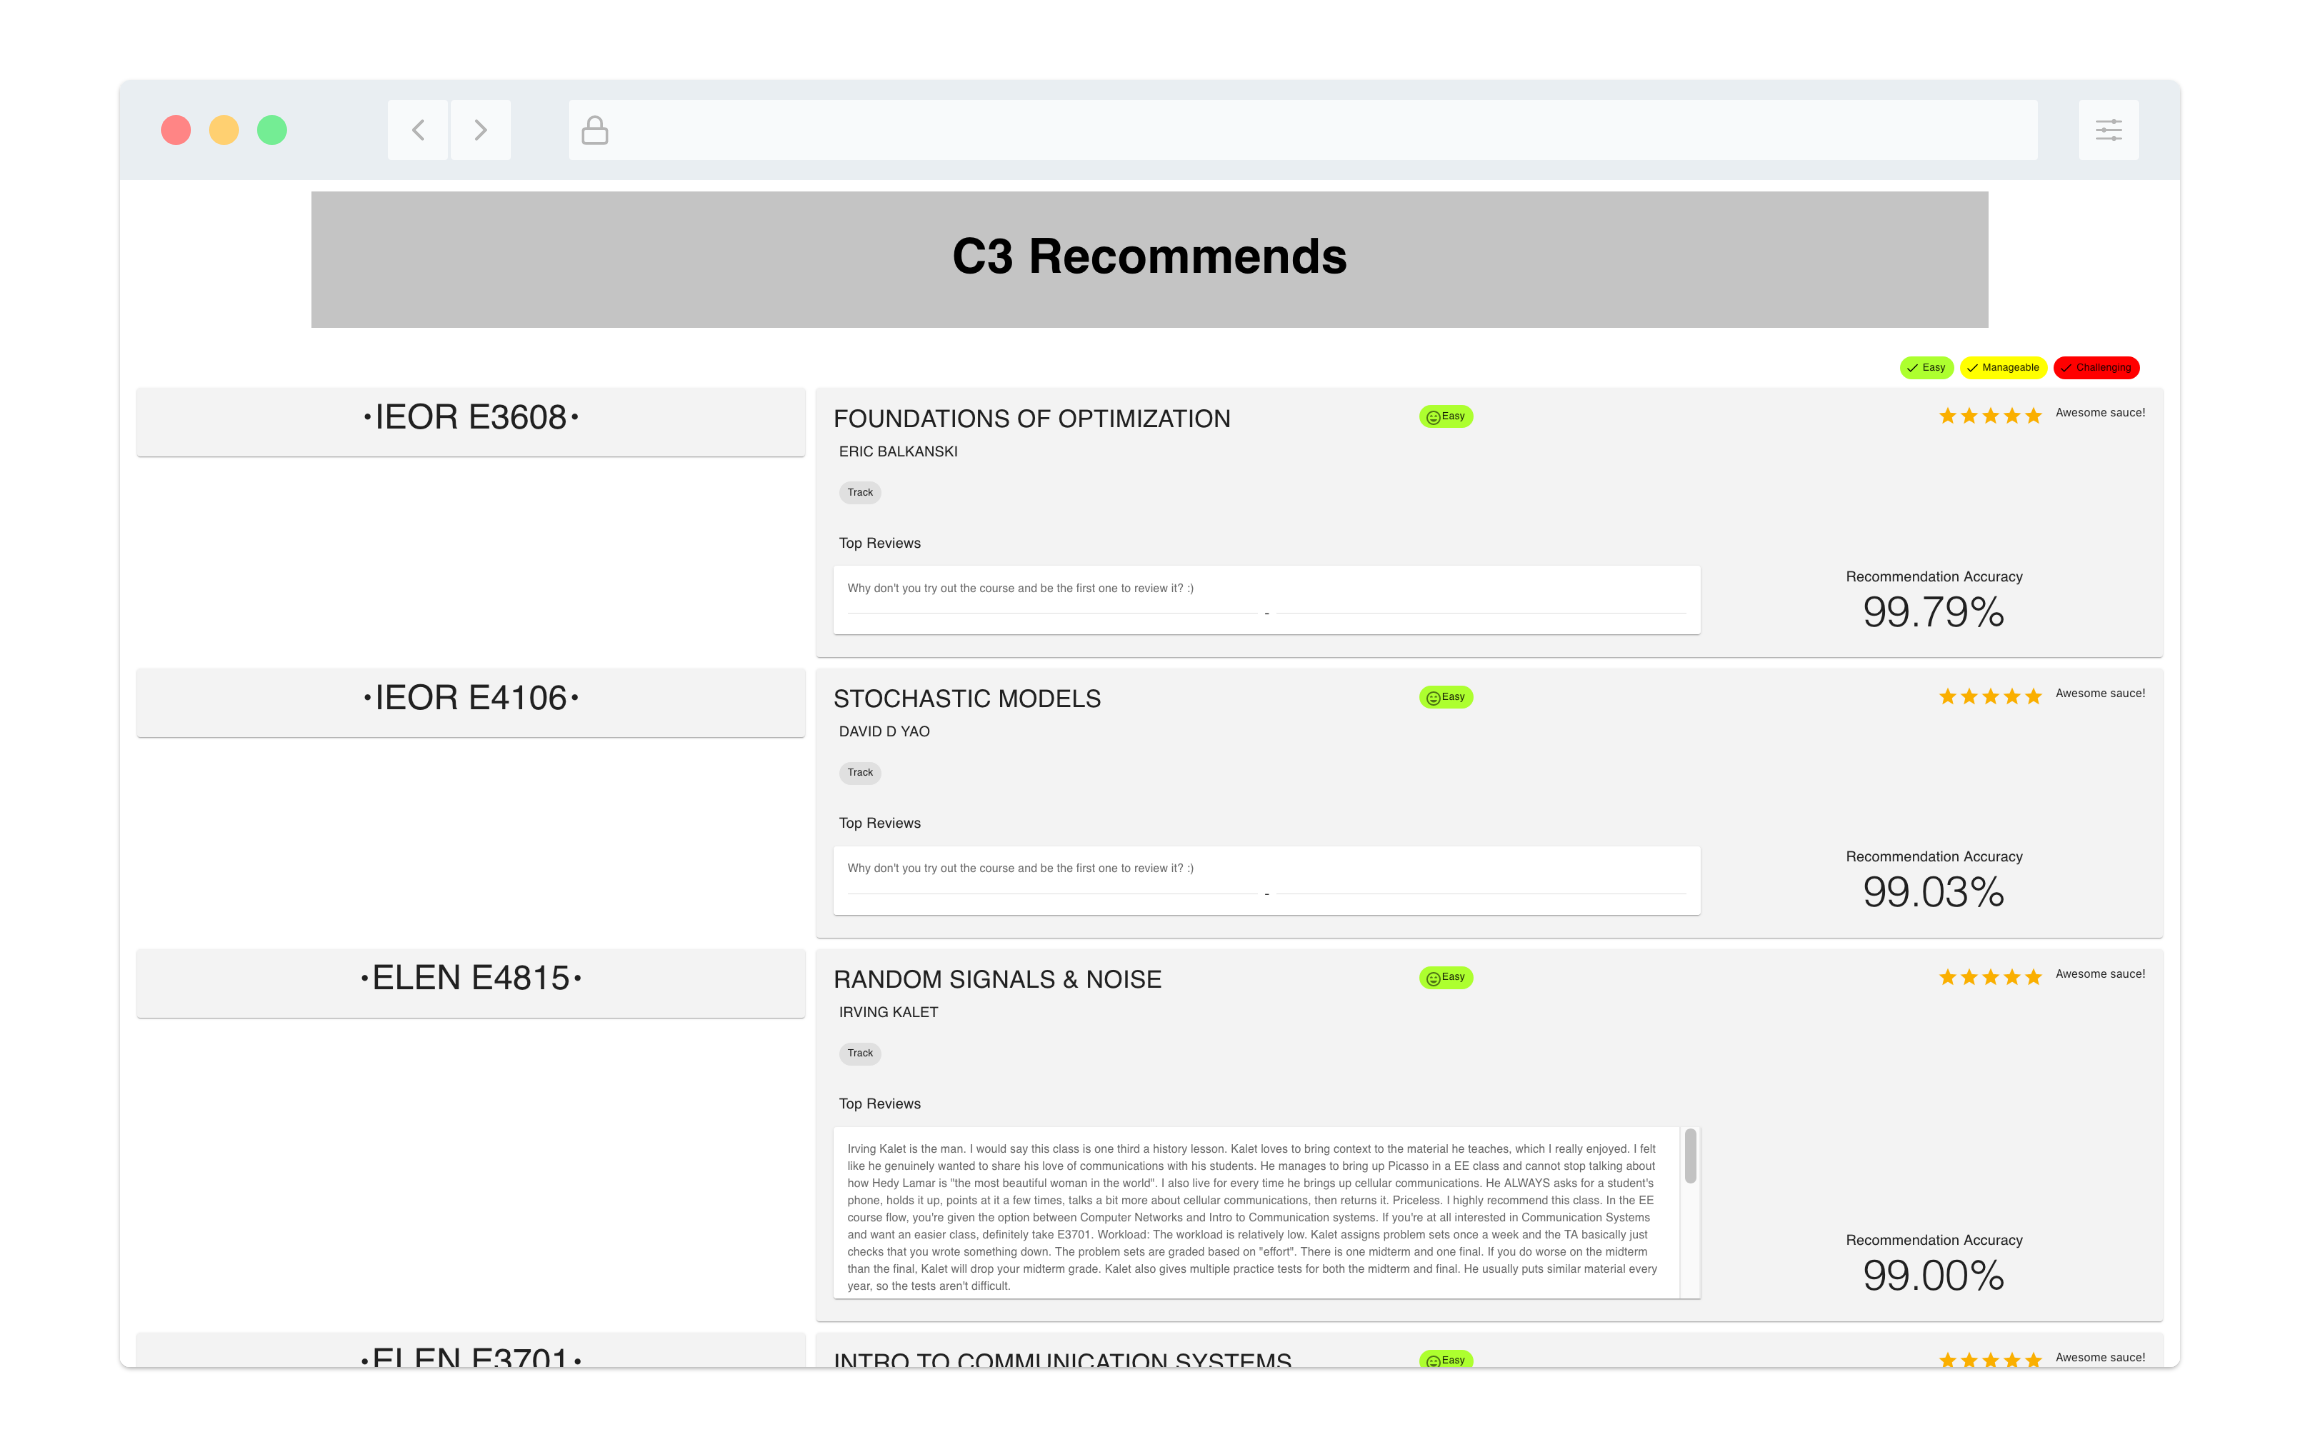 C3 Recommends
Easy
Manageable
Challenging
•IEOR E3608•
FOUNDATIONS OF OPTIMIZATION
Easy
Awesome sauce!
ERIC BALKANSKI
Track
Top Reviews
Why don't you try out the course and be the first one to review it? :)
-
Recommendation Accuracy
99.79%
•IEOR E4106•
STOCHASTIC MODELS
Easy
Awesome sauce!
DAVID D YAO
Track
Top Reviews
Why don't you try out the course and be the first one to review it? :)
-
Recommendation Accuracy
99.03%
•ELEN E4815•
RANDOM SIGNALS & NOISE
Easy
Awesome sauce!
IRVING KALET
Track
Top Reviews
Irving Kalet is the man. I would say this class is one third a history lesson. Kalet loves to bring context to the material he teaches, which I really enjoyed. I felt
like he genuinely wanted to share his love of communications with his students. He manages to bring up Picasso in a EE class and cannot stop talking about
how Hedy Lamar is "the most beautiful woman in the world". I also live for every time he brings up cellular communications. He ALWAYS asks for a student's
phone, holds it up, points at it a few times, talks a bit more about cellular communications, then returns it. Priceless. I highly recommend this class. In the EE
course flow, you're given the option between Computer Networks and Intro to Communication systems. If you're at all interested in Communication Systems
and want an easier class, definitely take E3701. Workload: The workload is relatively low. Kalet assigns problem sets once a week and the TA basically just
checks that you wrote something down. The problem sets are graded based on "effort". There is one midterm and one final. If you do worse on the midterm
than the final, Kalet will drop your midterm grade. Kalet also gives multiple practice tests for both the midterm and final. He usually puts similar material every
year, so the tests aren't difficult.
Recommendation Accuracy
99.00%
•ELEN E3701•
INTRO TO COMMUNICATION SYSTEMS
Easy
Awesome sauce!